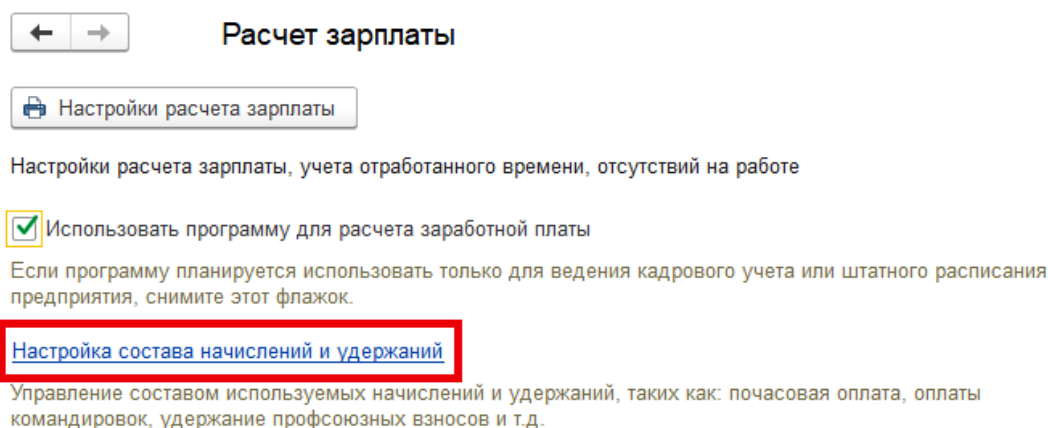 Расчет зарплаты
Настройки расчета зарплаты
Настройки расчета зарплаты, учета отработанного времени, отсутствий на работе
Использовать программу для расчета заработной платы
Если программу планируется использовать только для ведения кадрового учета или штатного расписания
предприятия, снимите этот флажок.
Настройка состава начислений и удержаний
Управление составом используемых начислений и удержаний, таких как: почасовая оплата, оплаты
командировок, удержание профсоюзных взносов и т.д.